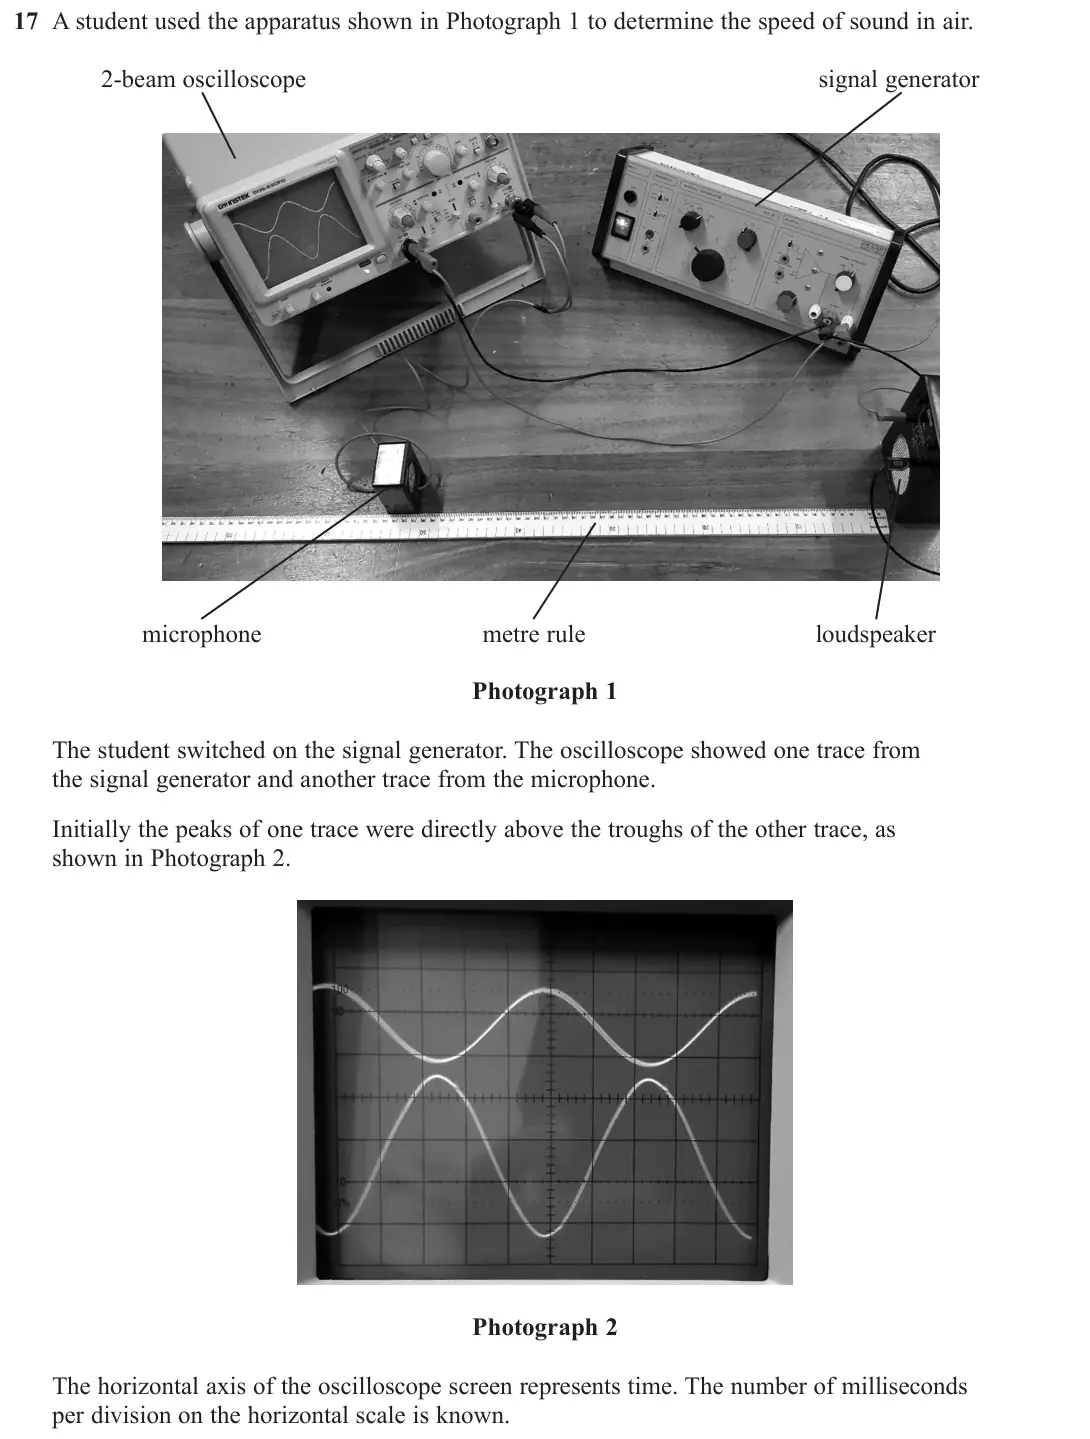 17 A student used the apparatus shown in Photograph 1 to determine the speed of sound in air.
2-beam oscilloscope
signal generator
GWINSTEK
microphone
metre rule
loudspeaker
Photograph 1
The student switched on the signal generator. The oscilloscope showed one trace from
the signal generator and another trace from the microphone.
Initially the peaks of one trace were directly above the troughs of the other trace, as
shown in Photograph 2.
100
90
Photograph 2
The horizontal axis of the oscilloscope screen represents time. The number of milliseconds
per division on the horizontal scale is known.